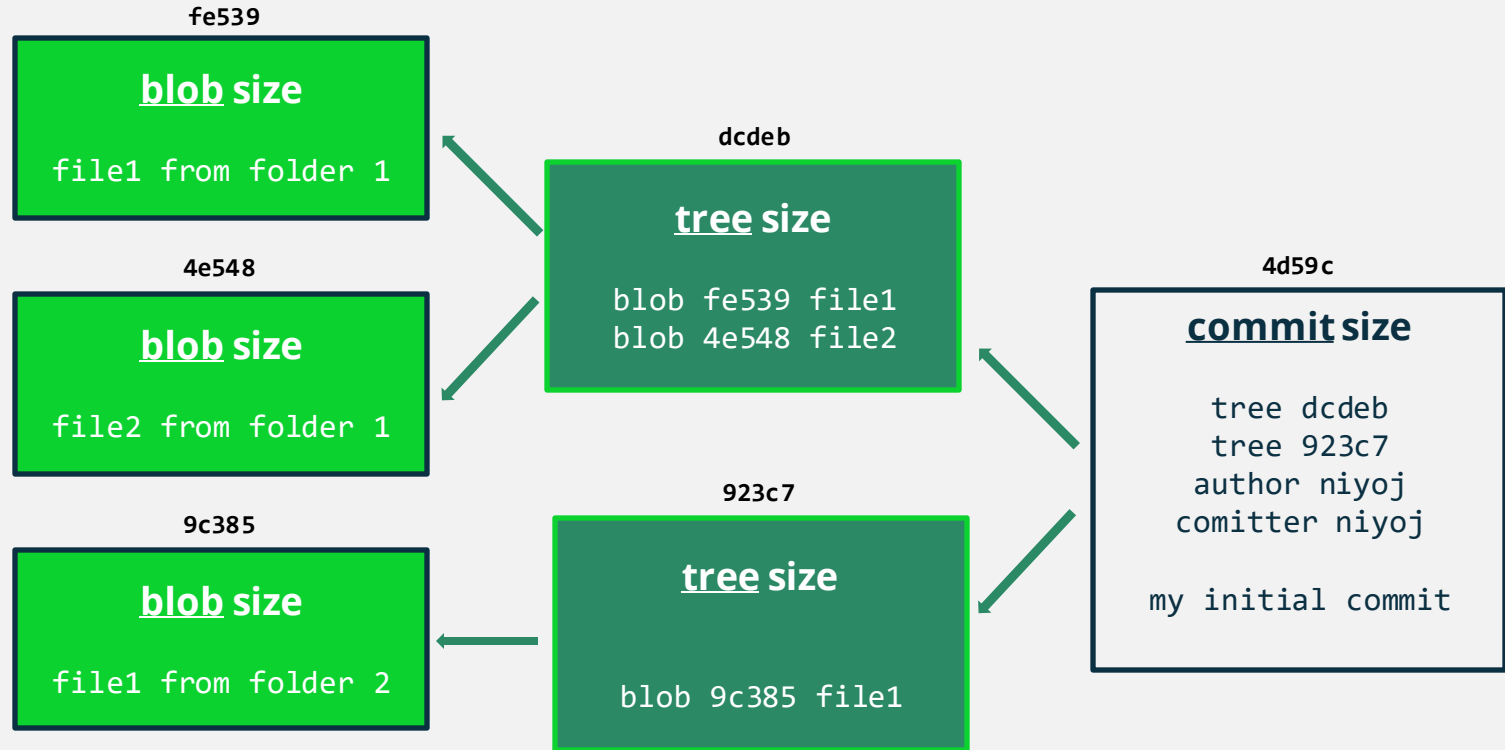 fe539
blob size
file1 from folder 1
4e548
blob size
file2 from folder 1
9c385
blob size
file1 from folder 2
dcdeb
tree size
blob fe539 file1
blob 4e548 file2
923c7
tree size
blob 9c385 file1
4d59c
commit size
tree dcdeb
tree 923c7
author niyoj
comitter niyoj
my initial commit